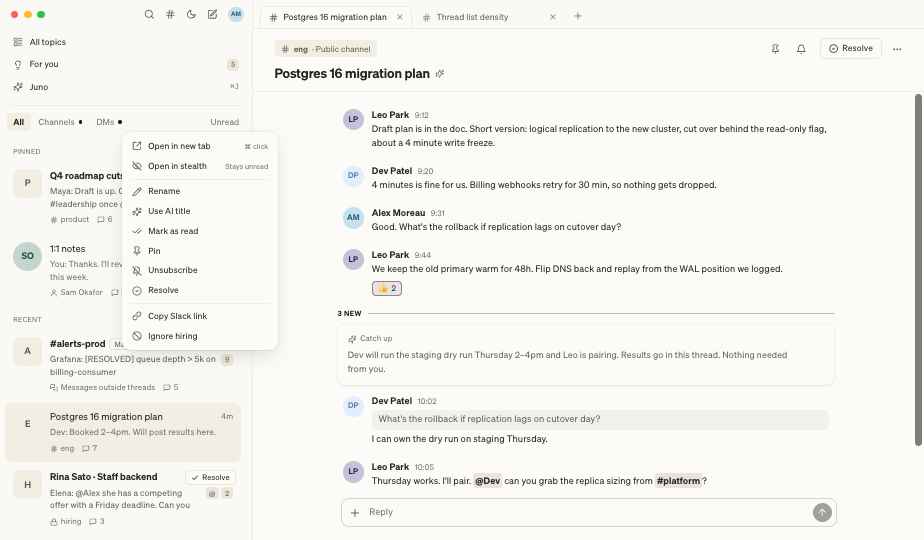 AM
All topics
For you 5
Juno ⌘J
All Channels DMs Unread
PINNED
P
Q4 roadmap cuts
Maya: Draft is up.
#leadership once
# product 6
SO
1:1 notes
You: Thanks. I'll rev
this week.
Sam Okafor
RECENT
A
#alerts-prod
Grafana: [RESOLVED] queue depth > 5k on 9
billing-consumer
Messages outside threads 5
E
Postgres 16 migration plan 4m
Dev: Booked 2–4pm. Will post results here.
# eng 7
H
Rina Sato · Staff backend Resolve
Elena: @Alex she has a competing @ 2
offer with a Friday deadline. Can you
hiring 3
Open in new tab ⌘ click
Open in stealth Stays unread
Rename
Use AI title
Mark as read
Pin
Unsubscribe
Resolve
Copy Slack link
Ignore hiring
# Postgres 16 migration plan ×
# Thread list density × +
# eng · Public channel
Resolve
Postgres 16 migration plan
LP
Leo Park 9:12
Draft plan is in the doc. Short version: logical replication to the new cluster, cut over behind the read-only flag,
about a 4 minute write freeze.
DP
Dev Patel 9:20
4 minutes is fine for us. Billing webhooks retry for 30 min, so nothing gets dropped.
AM
Alex Moreau 9:31
Good. What's the rollback if replication lags on cutover day?
LP
Leo Park 9:44
We keep the old primary warm for 48h. Flip DNS back and replay from the WAL position we logged.
👍 2
3 NEW
Catch up
Dev will run the staging dry run Thursday 2–4pm and Leo is pairing. Results go in this thread. Nothing needed
from you.
DP
Dev Patel 10:02
What's the rollback if replication lags on cutover day?
I can own the dry run on staging Thursday.
LP
Leo Park 10:05
Thursday works. I'll pair. @Dev can you grab the replica sizing from #platform?
+ Reply